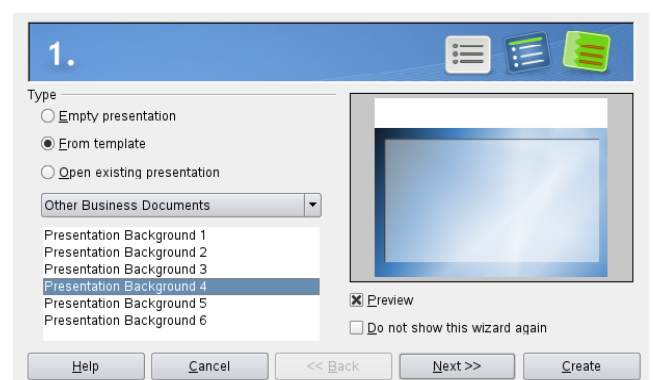 1.
Type
Empty presentation
From template
Open existing presentation
Other Business Documents
Presentation Background 1
Presentation Background 2
Presentation Background 3
Presentation Background 4
Presentation Background 5
Presentation Background 6
Preview
Do not show this wizard again
Help Cancel << Back Next >> Create